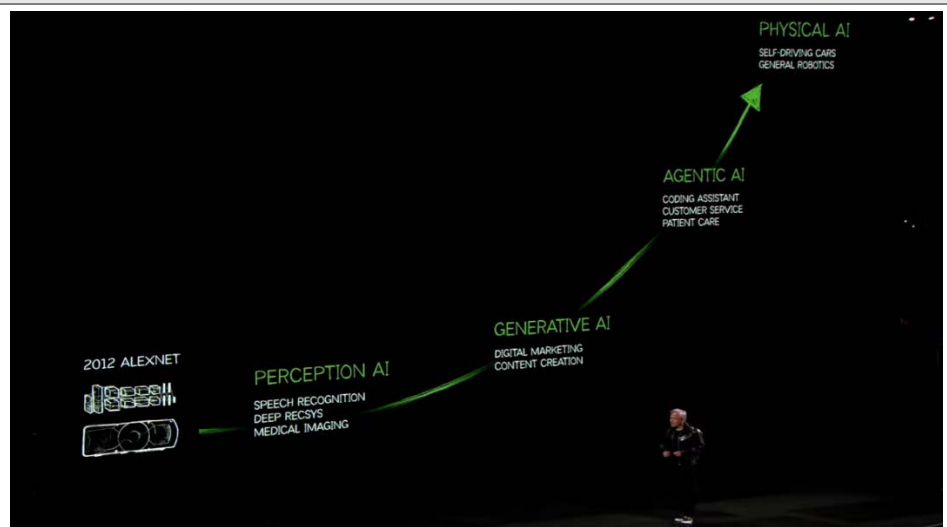 2012 ALEXNET
PERCEPTION AI
SPEECH RECOGNITION
DEEP RECSYS
MEDICAL IMAGING
GENERATIVE AI
DIGITAL MARKETING
CONTENT CREATION
AGENTIC AI
CODING ASSISTANT
CUSTOMER SERVICE
PATIENT CARE
PHYSICAL AI
SELF-DRIVING CARS
GENERAL ROBOTICS